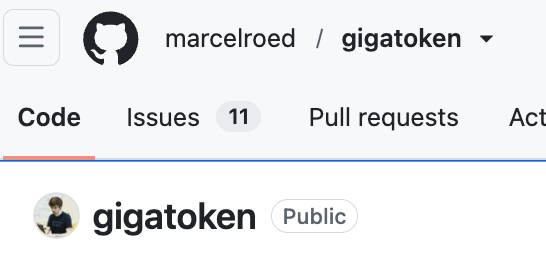 marcelroed / gigatoken
Code Issues 11 Pull requests Act
gigatoken Public